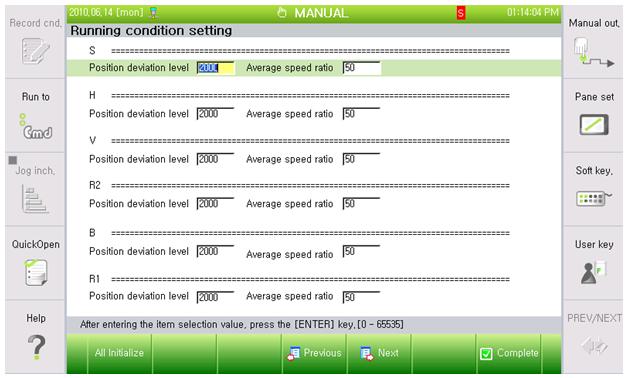 Record cnd,
2010, 06, 14 [mon]
MANUAL
S
01:14:04 PM
Manual out,
Running condition setting
S ==================================================
Position deviation level 2000 Average speed ratio 50
H ==================================================
Position deviation level 2000 Average speed ratio 50
V ==================================================
Position deviation level 2000 Average speed ratio 50
R2 ==================================================
Position deviation level 2000 Average speed ratio 50
B ==================================================
Position deviation level 2000 Average speed ratio 50
R1 ==================================================
Position deviation level 2000 Average speed ratio 50
After entering the item selection value, press the [ENTER] key, [0 - 65535]
Run to
Cmd
Jog inch,
QuickOpen
Help
?
Pane set
Soft key,
User key
PREV/NEXT
All Initialize
Previous
Next
Complete